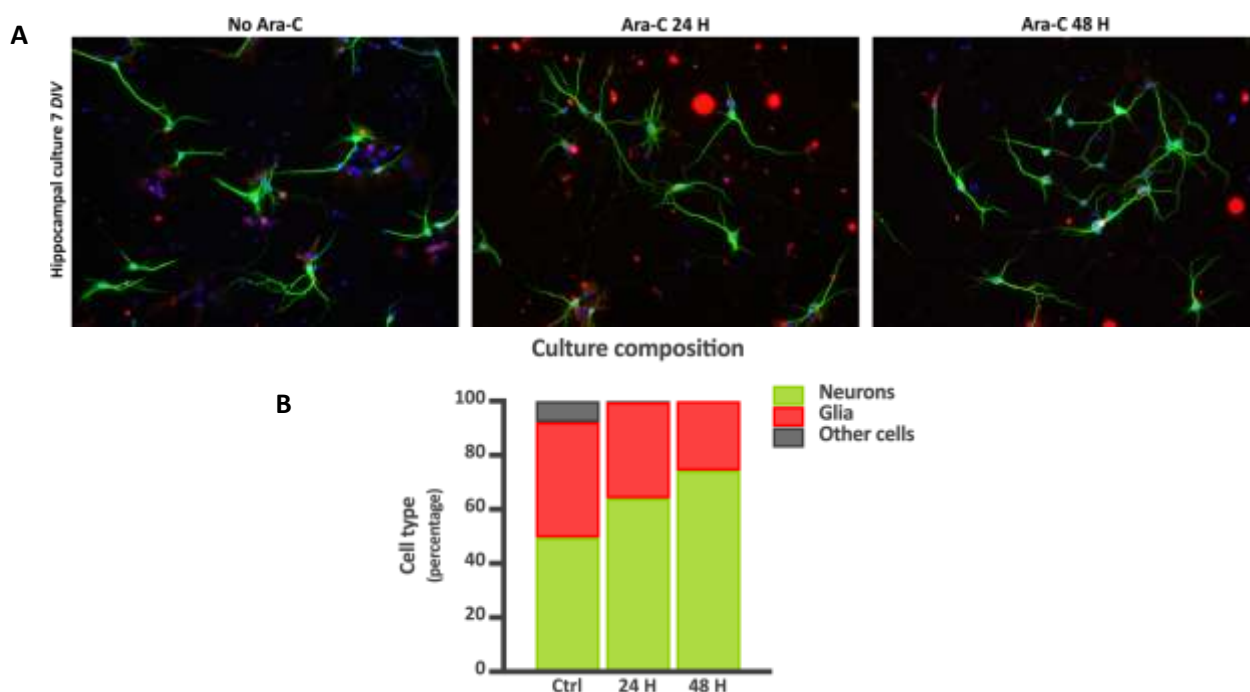 A
No Ara-C
Ara-C 24 H
Ara-C 48 H
Hippocampal culture 7 DIV
Culture composition
B
Neurons
Glia
Other cells
Cell type
(percentage)
100
80
60
40
20
0
Ctrl
24 H
48 H